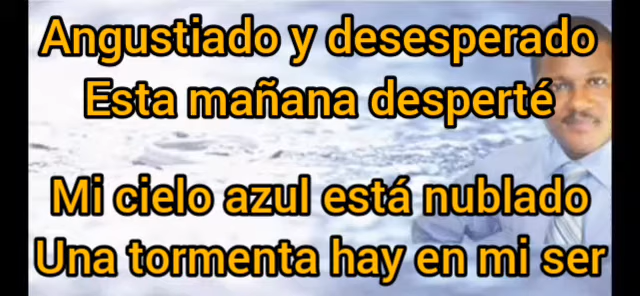 Angustiado y desesperado
Esta mañana desperté
Mi cielo azul está nublado
Una tormenta hay en mi ser